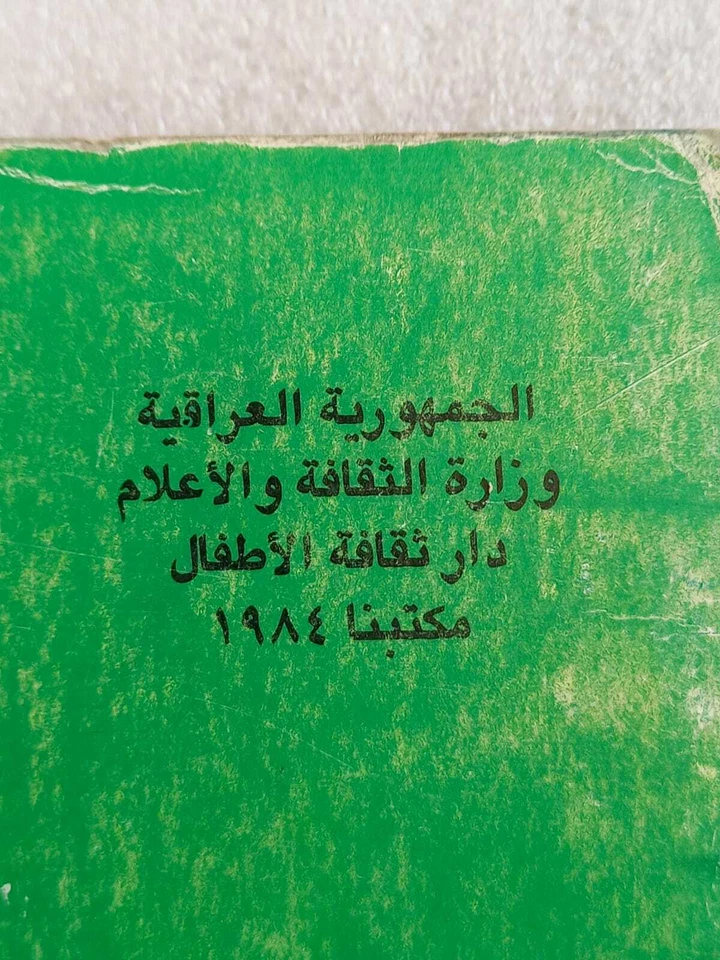 الجمهورية العراقية
وزارة الثقافة والأعلام
دار ثقافة الأطفال
مكتبنا ١٩٨٤